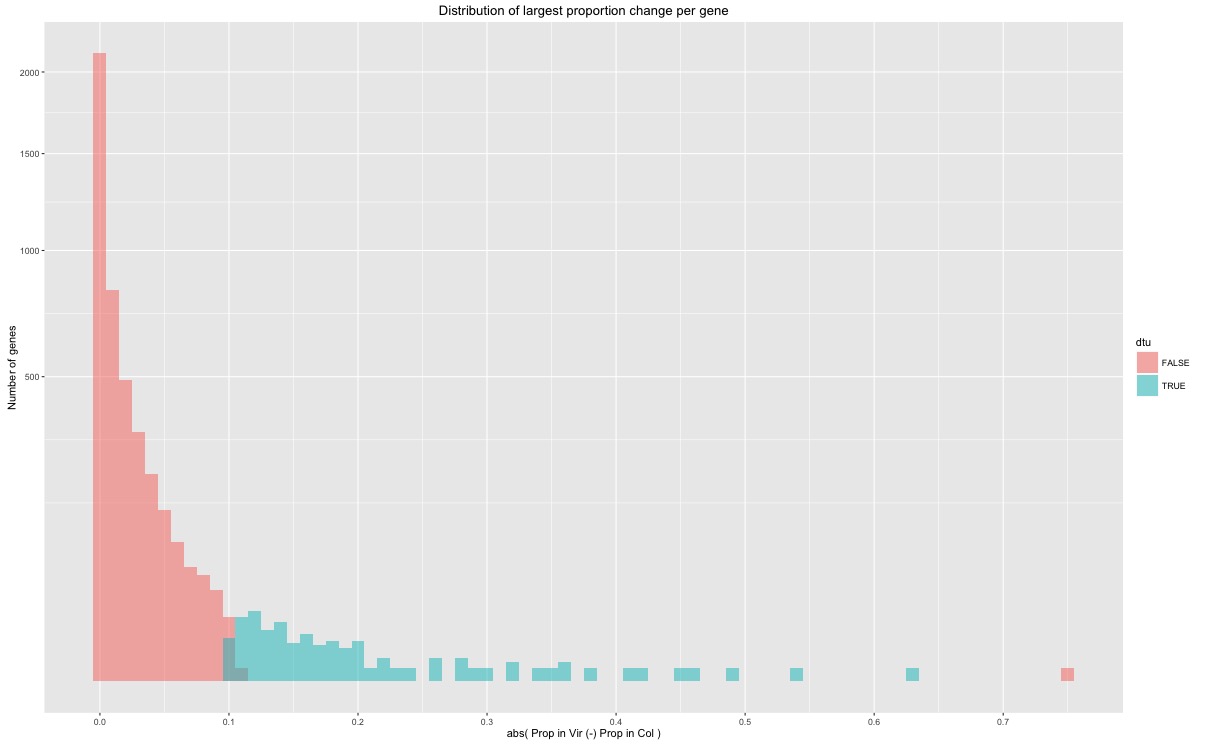 Distribution of largest proportion change per gene
2000
1500
1000
500
Number of genes
0.0 0.1 0.2 0.3 0.4 0.5 0.6 0.7
abs( Prop in Vir (-) Prop in Col )
dtu
FALSE
TRUE